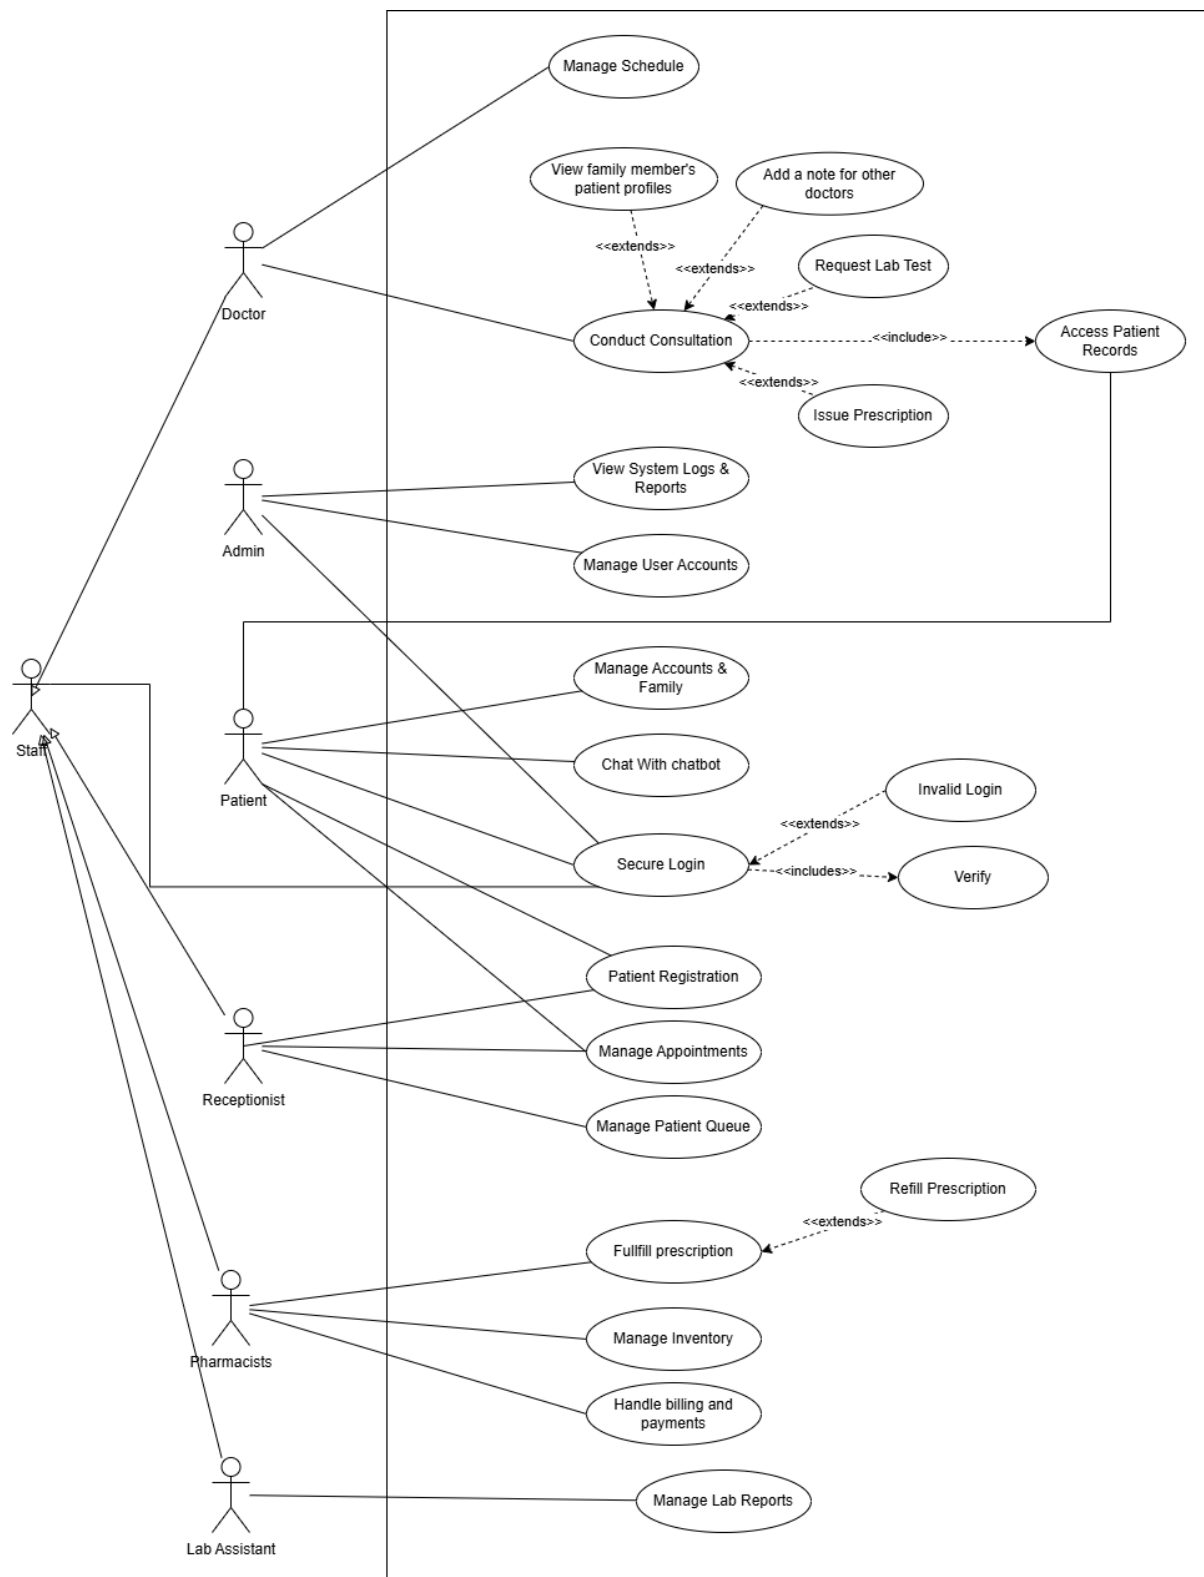 Manage Schedule
View family member's
patient profiles
Add a note for other
doctors
<<extends>>
<<extends>>
Request Lab Test
<<extends>>
Doctor
Conduct Consultation
<<include>>
Access Patient
Records
<<extends>>
Issue Prescription
View System Logs &
Reports
Admin
Manage User Accounts
Manage Accounts &
Family
Staff
Chat With chatbot
Patient
Invalid Login
<<extends>>
Secure Login
<<includes>>
Verify
Patient Registration
Manage Appointments
Receptionist
Manage Patient Queue
Refill Prescription
<<extends>>
Fullfill prescription
Manage Inventory
Pharmacists
Handle billing and
payments
Manage Lab Reports
Lab Assistant